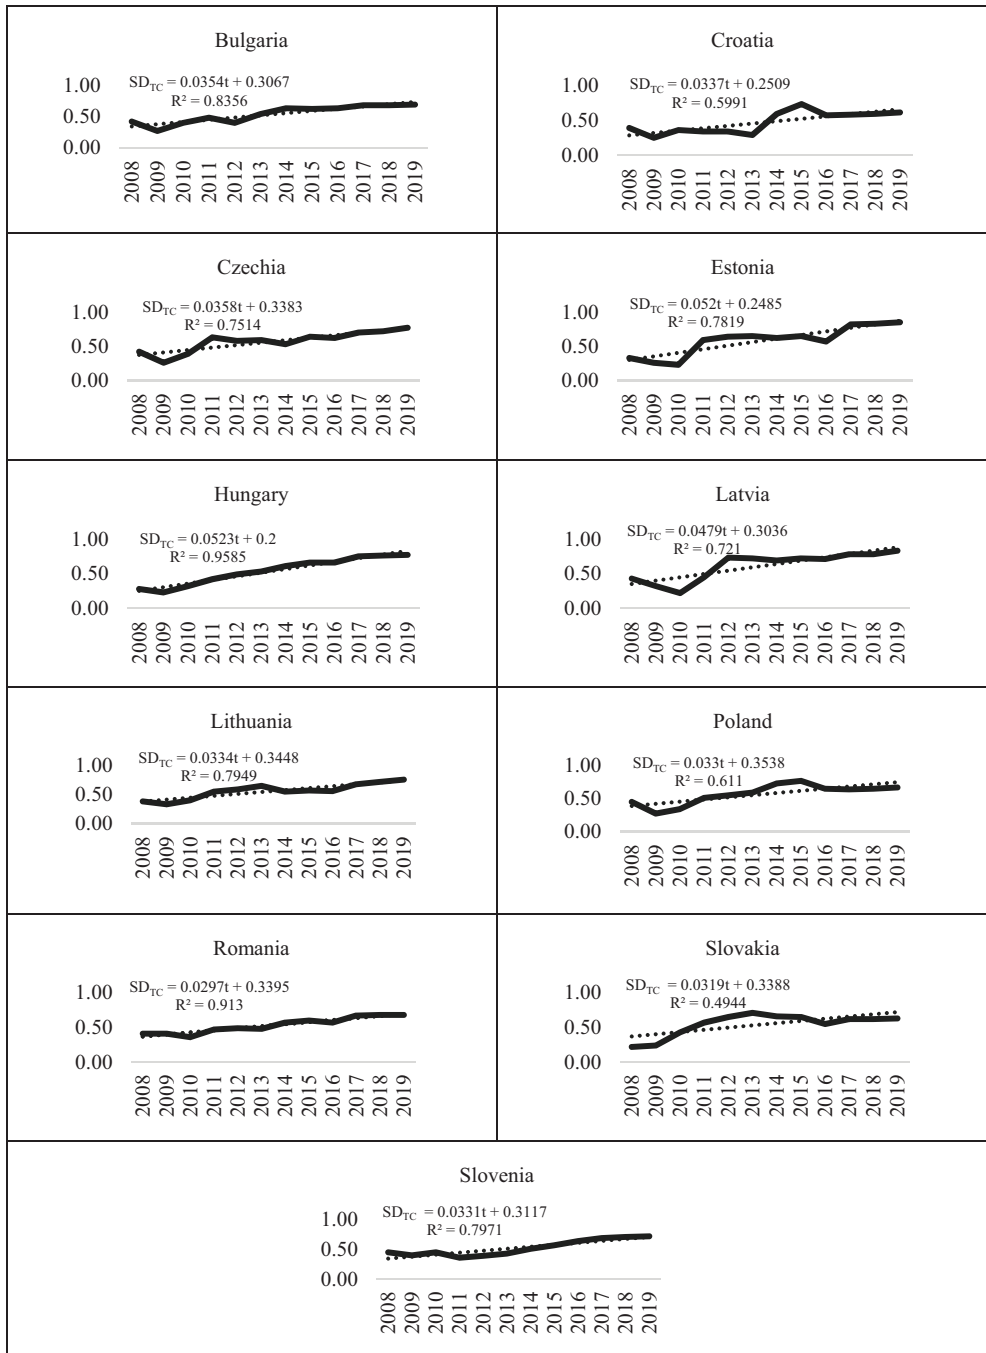 Bulgaria
SD_TC = 0.0354t + 0.3067
R² = 0.8356
1.00
0.50
0.00
2008 2009 2010 2011 2012 2013 2014 2015 2016 2017 2018 2019
Croatia
SD_TC = 0.0337t + 0.2509
R² = 0.5991
1.00
0.50
0.00
2008 2009 2010 2011 2012 2013 2014 2015 2016 2017 2018 2019
Czechia
SD_TC = 0.0358t + 0.3383
R² = 0.7514
1.00
0.50
0.00
2008 2009 2010 2011 2012 2013 2014 2015 2016 2017 2018 2019
Estonia
SD_TC = 0.052t + 0.2485
R² = 0.7819
1.00
0.50
0.00
2008 2009 2010 2011 2012 2013 2014 2015 2016 2017 2018 2019
Hungary
SD_TC = 0.0523t + 0.2
R² = 0.9585
1.00
0.50
0.00
2008 2009 2010 2011 2012 2013 2014 2015 2016 2017 2018 2019
Latvia
SD_TC = 0.0479t + 0.3036
R² = 0.721
1.00
0.50
0.00
2008 2009 2010 2011 2012 2013 2014 2015 2016 2017 2018 2019
Lithuania
SD_TC = 0.0334t + 0.3448
R² = 0.7949
1.00
0.50
0.00
2008 2009 2010 2011 2012 2013 2014 2015 2016 2017 2018 2019
Poland
SD_TC = 0.033t + 0.3538
R² = 0.611
1.00
0.50
0.00
2008 2009 2010 2011 2012 2013 2014 2015 2016 2017 2018 2019
Romania
SD_TC = 0.0297t + 0.3395
R² = 0.913
1.00
0.50
0.00
2008 2009 2010 2011 2012 2013 2014 2015 2016 2017 2018 2019
Slovakia
SD_TC = 0.0319t + 0.3388
R² = 0.4944
1.00
0.50
0.00
2008 2009 2010 2011 2012 2013 2014 2015 2016 2017 2018 2019
Slovenia
SD_TC = 0.0331t + 0.3117
R² = 0.7971
1.00
0.50
0.00
2008 2009 2010 2011 2012 2013 2014 2015 2016 2017 2018 2019